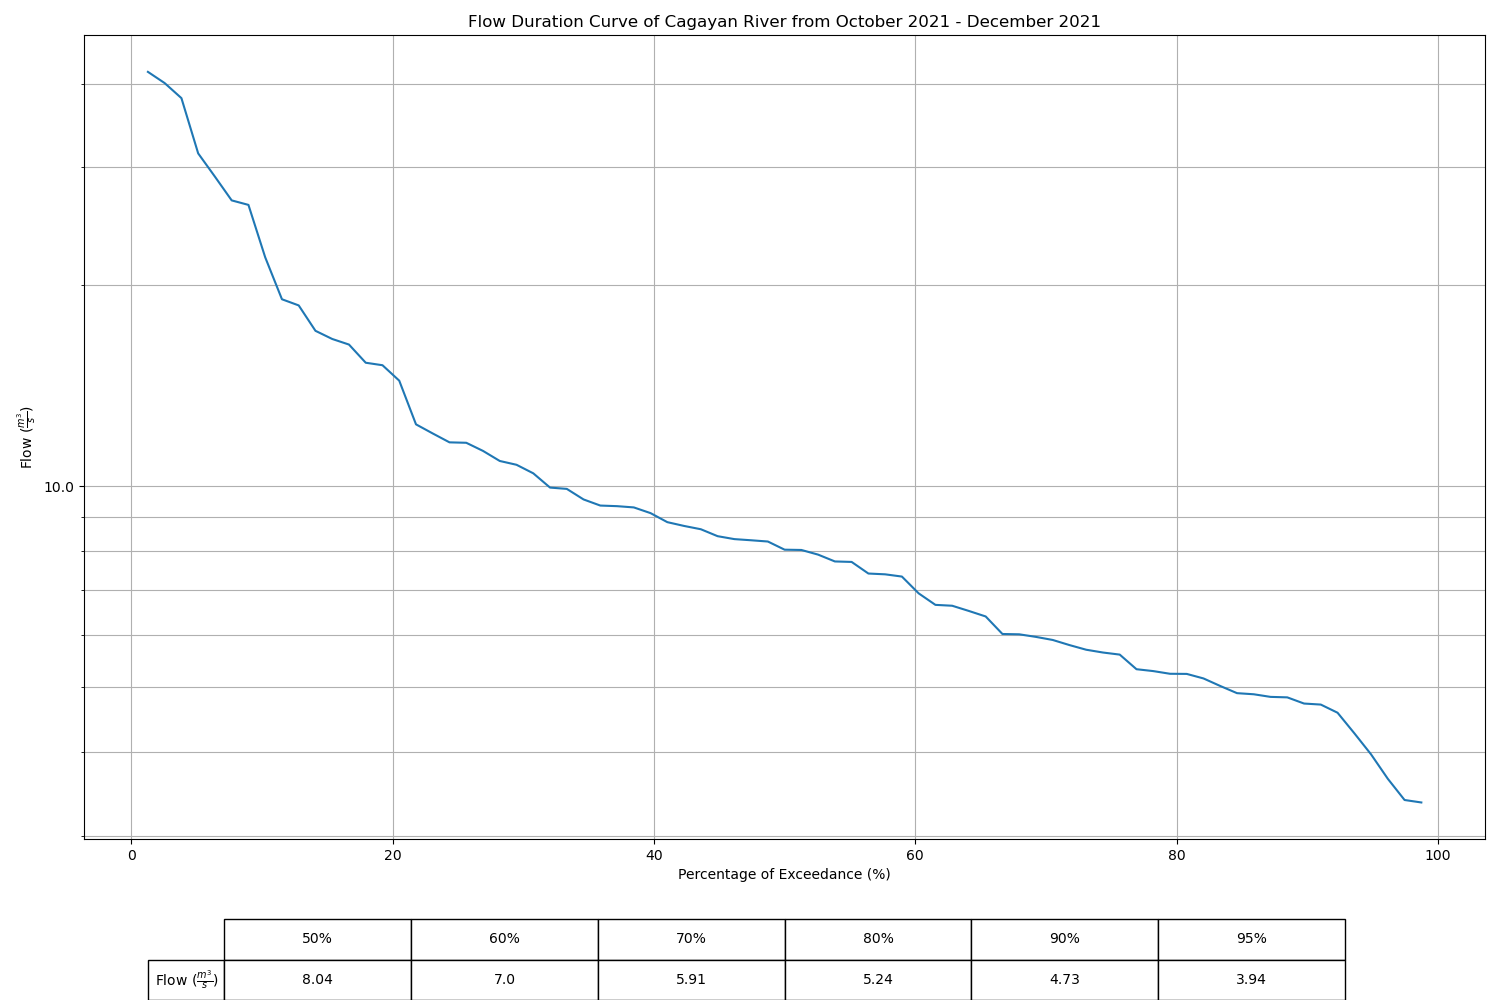 Flow Duration Curve of Cagayan River from October 2021 - December 2021
Flow (m³/s)
10.0
0 20 40 60 80 100
Percentage of Exceedance (%)
50% 60% 70% 80% 90% 95%
Flow (m³/s) 8.04 7.0 5.91 5.24 4.73 3.94